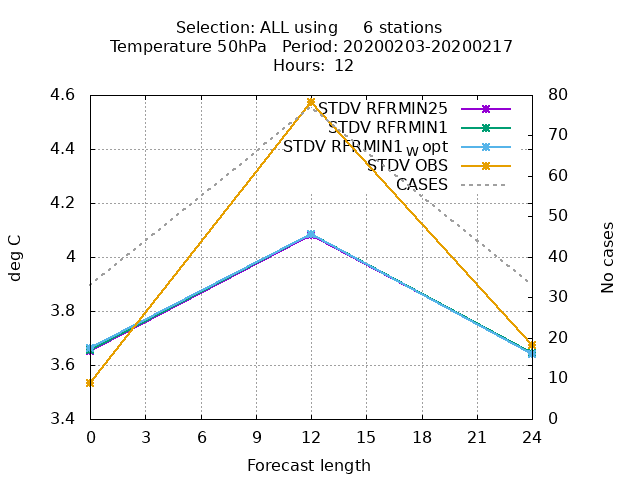 Selection: ALL using 6 stations
Temperature 50hPa Period: 20200203-20200217
Hours: 12
4.6
4.4
4.2
4
3.8
3.6
3.4
deg C
STDV RFRMIN25
STDV RFRMIN1
STDV RFRMIN1_W opt
STDV OBS
CASES
80
70
60
50
40
30
20
10
0
No cases
0 3 6 9 12 15 18 21 24
Forecast length